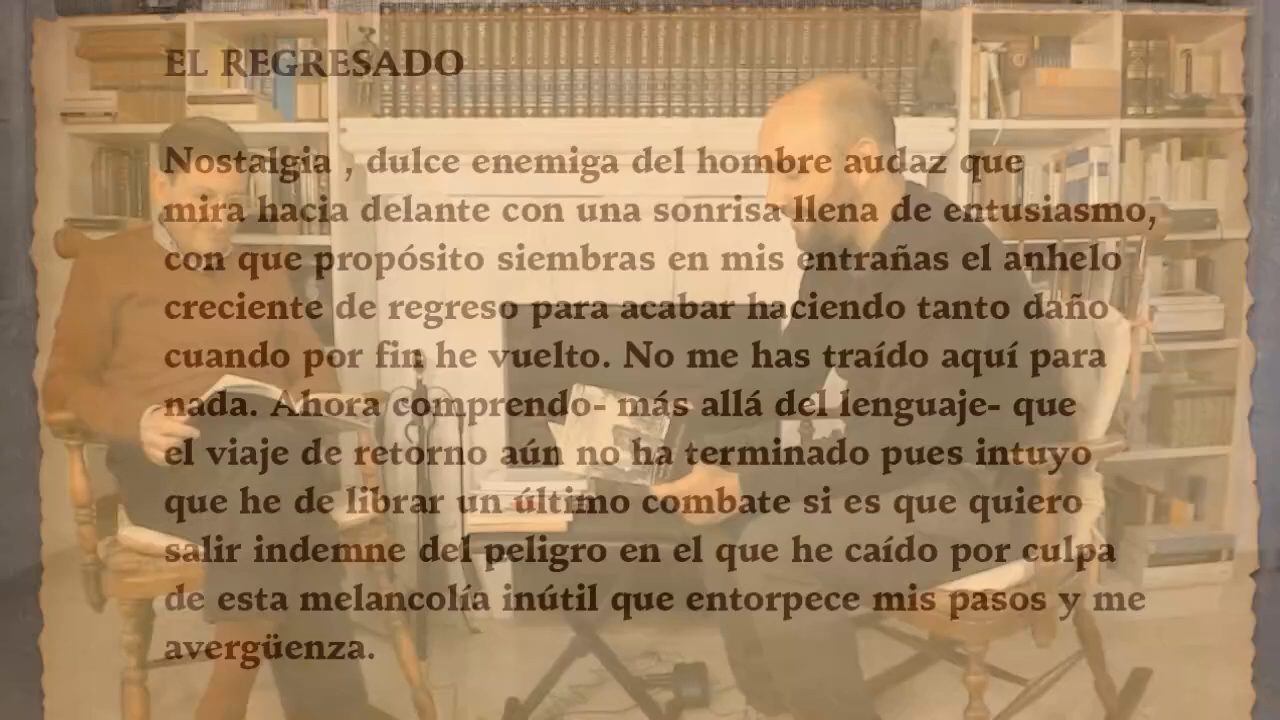 EL REGRESADO
Nostalgia , dulce enemiga del hombre audaz que
mira hacia delante con una sonrisa llena de entusiasmo,
con que propósito siembras en mis entrañas el anhelo
creciente de regreso para acabar haciendo tanto daño
cuando por fin he vuelto. No me has traído aquí para
nada. Ahora comprendo- más allá del lenguaje- que
el viaje de retorno aún no ha terminado pues intuyo
que he de librar un último combate si es que quiero
salir indemne del peligro en el que he caído por culpa
de esta melancolía inútil que entorpece mis pasos y me
avergüenza.